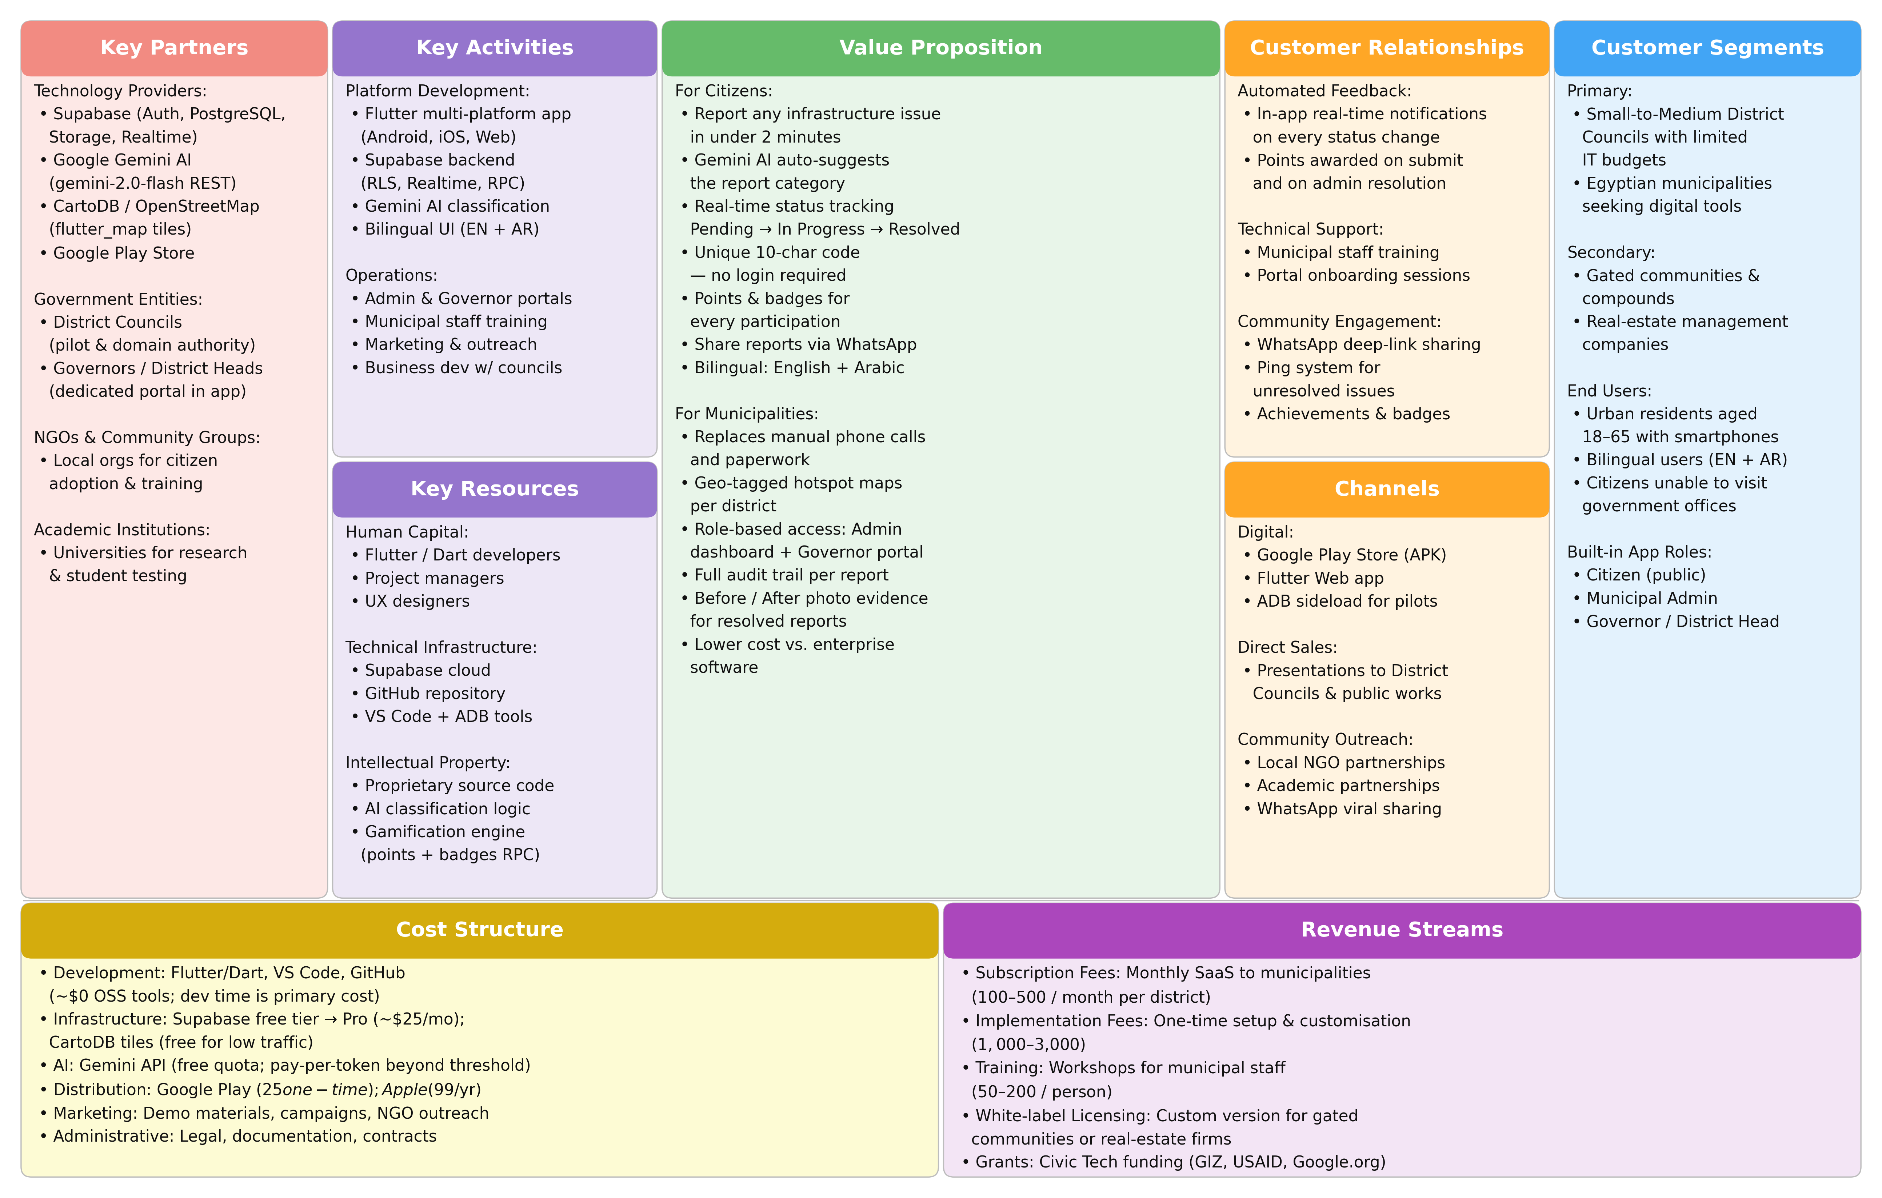 Key Partners
Technology Providers:
• Supabase (Auth, PostgreSQL,
Storage, Realtime)
• Google Gemini AI
(gemini-2.0-flash REST)
• CartoDB / OpenStreetMap
(flutter_map tiles)
• Google Play Store
Government Entities:
• District Councils
(pilot & domain authority)
• Governors / District Heads
(dedicated portal in app)
NGOs & Community Groups:
• Local orgs for citizen
adoption & training
Academic Institutions:
• Universities for research
& student testing
Key Activities
Platform Development:
• Flutter multi-platform app
(Android, iOS, Web)
• Supabase backend
(RLS, Realtime, RPC)
• Gemini AI classification
• Bilingual UI (EN + AR)
Operations:
• Admin & Governor portals
• Municipal staff training
• Marketing & outreach
• Business dev w/ councils
Key Resources
Human Capital:
• Flutter / Dart developers
• Project managers
• UX designers
Technical Infrastructure:
• Supabase cloud
• GitHub repository
• VS Code + ADB tools
Intellectual Property:
• Proprietary source code
• AI classification logic
• Gamification engine
(points + badges RPC)
Value Proposition
For Citizens:
• Report any infrastructure issue
in under 2 minutes
• Gemini AI auto-suggests
the report category
• Real-time status tracking
Pending → In Progress → Resolved
• Unique 10-char code
— no login required
• Points & badges for
every participation
• Share reports via WhatsApp
• Bilingual: English + Arabic
For Municipalities:
• Replaces manual phone calls
and paperwork
• Geo-tagged hotspot maps
per district
• Role-based access: Admin
dashboard + Governor portal
• Full audit trail per report
• Before / After photo evidence
for resolved reports
• Lower cost vs. enterprise
software
Customer Relationships
Automated Feedback:
• In-app real-time notifications
on every status change
• Points awarded on submit
and on admin resolution
Technical Support:
• Municipal staff training
• Portal onboarding sessions
Community Engagement:
• WhatsApp deep-link sharing
• Ping system for
unresolved issues
• Achievements & badges
Channels
Digital:
• Google Play Store (APK)
• Flutter Web app
• ADB sideload for pilots
Direct Sales:
• Presentations to District
Councils & public works
Community Outreach:
• Local NGO partnerships
• Academic partnerships
• WhatsApp viral sharing
Customer Segments
Primary:
• Small-to-Medium District
Councils with limited
IT budgets
• Egyptian municipalities
seeking digital tools
Secondary:
• Gated communities &
compounds
• Real-estate management
companies
End Users:
• Urban residents aged
18–65 with smartphones
• Bilingual users (EN + AR)
• Citizens unable to visit
government offices
Built-in App Roles:
• Citizen (public)
• Municipal Admin
• Governor / District Head
Cost Structure
• Development: Flutter/Dart, VS Code, GitHub
(~$0 OSS tools; dev time is primary cost)
• Infrastructure: Supabase free tier → Pro (~$25/mo);
CartoDB tiles (free for low traffic)
• AI: Gemini API (free quota; pay-per-token beyond threshold)
• Distribution: Google Play (25one − time); Apple(99/yr)
• Marketing: Demo materials, campaigns, NGO outreach
• Administrative: Legal, documentation, contracts
Revenue Streams
• Subscription Fees: Monthly SaaS to municipalities
(100–500 / month per district)
• Implementation Fees: One-time setup & customisation
(1, 000–3,000)
• Training: Workshops for municipal staff
(50–200 / person)
• White-label Licensing: Custom version for gated
communities or real-estate firms
• Grants: Civic Tech funding (GIZ, USAID, Google.org)